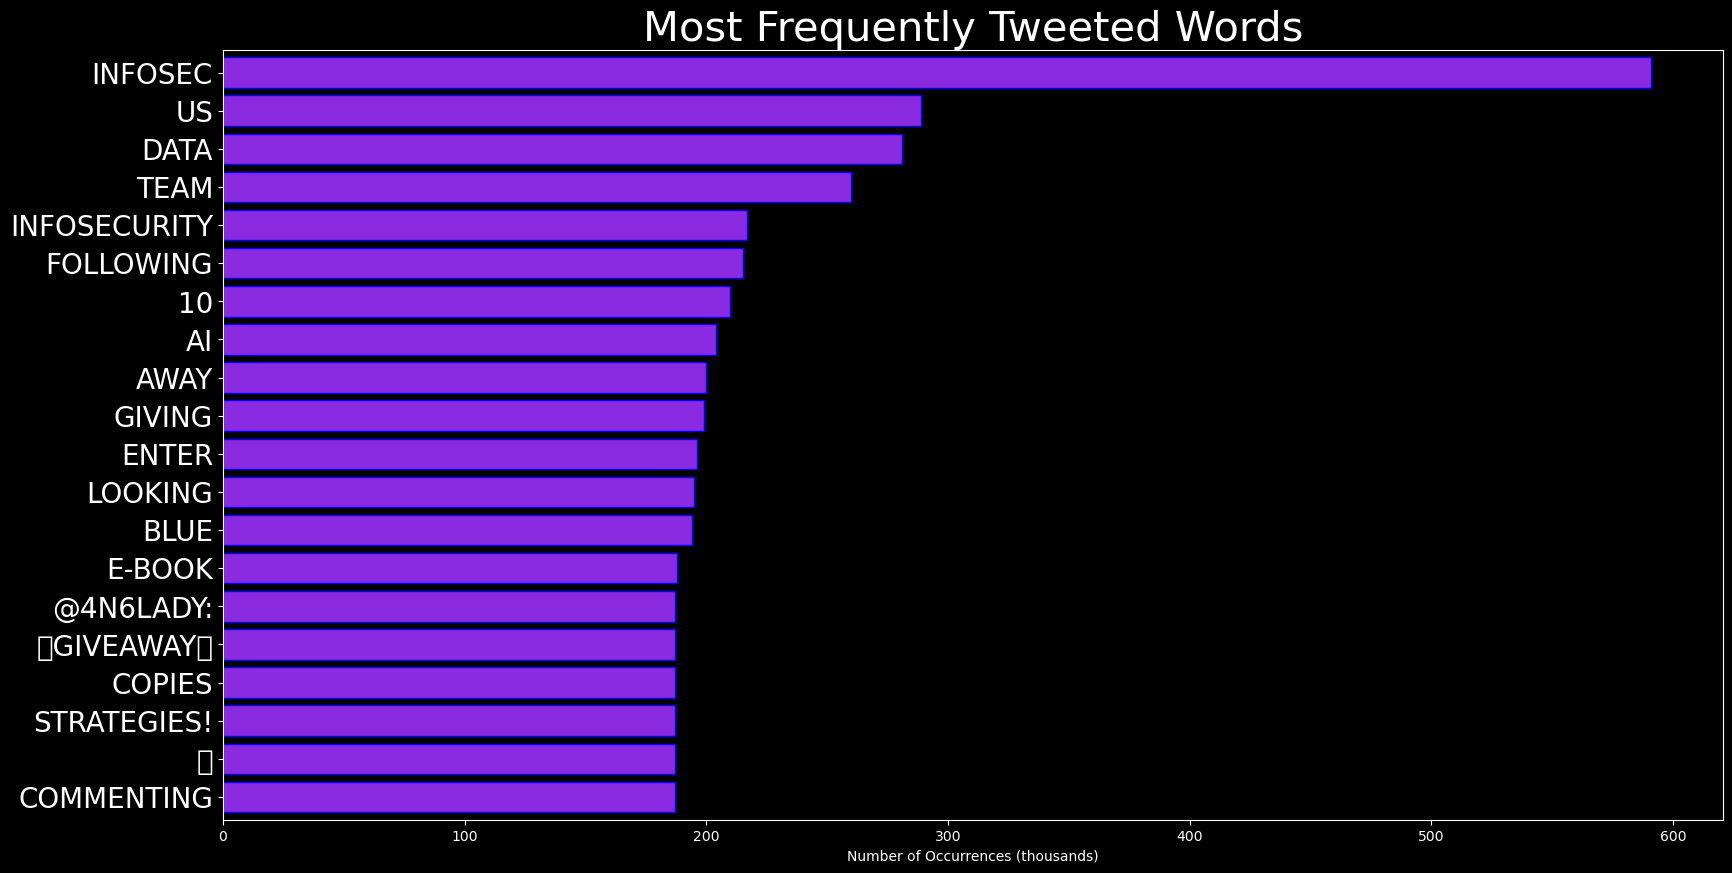 Most Frequently Tweeted Words
INFOSEC
US
DATA
TEAM
INFOSECURITY
FOLLOWING
10
AI
AWAY
GIVING
ENTER
LOOKING
BLUE
E-BOOK
@4N6LADY:
▯GIVEAWAY▯
COPIES
STRATEGIES!
▯
COMMENTING
0 100 200 300 400 500 600
Number of Occurrences (thousands)